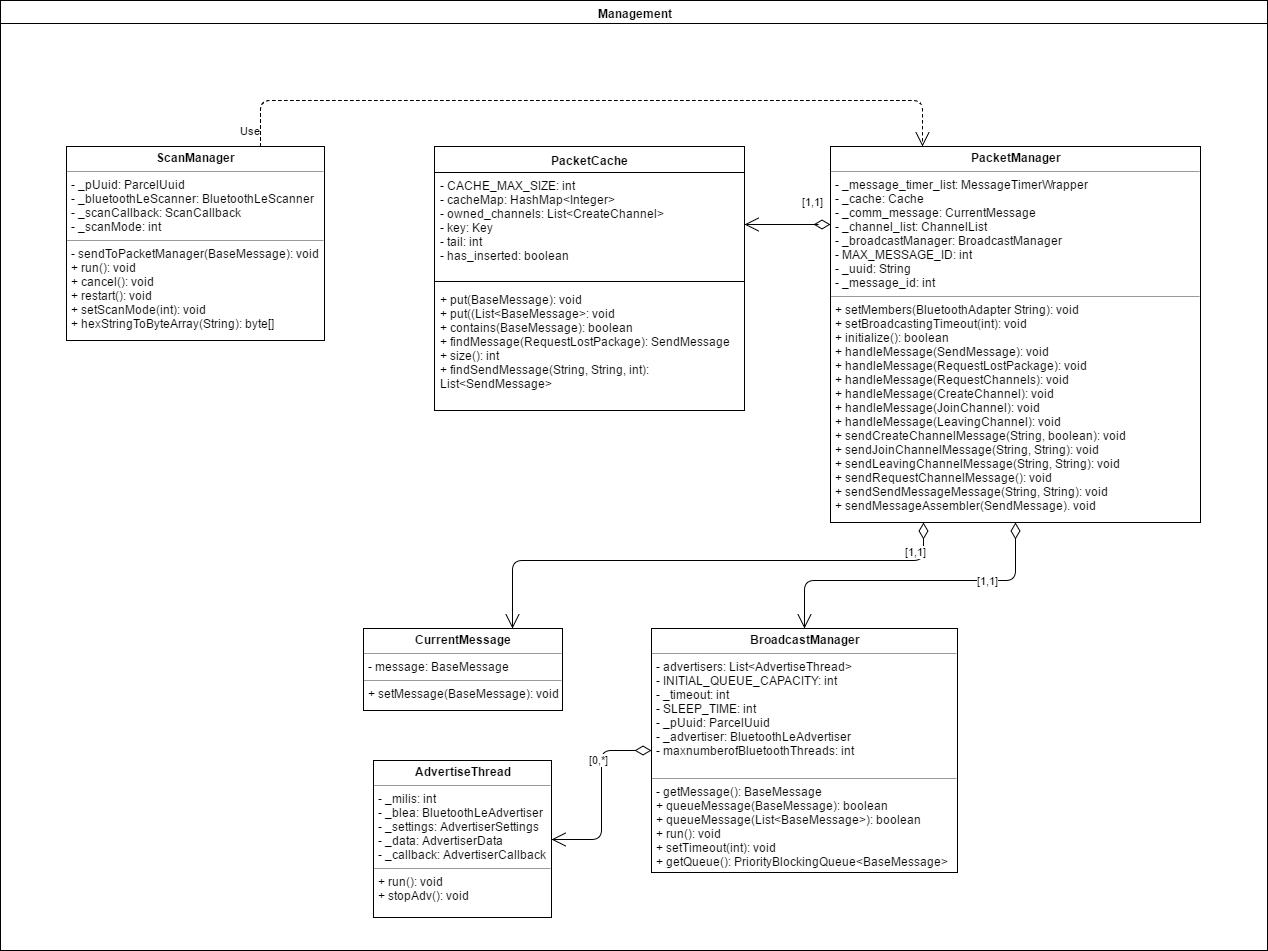 Management
Use
ScanManager
- _pUuid: ParcelUuid
- _bluetoothLeScanner: BluetoothLeScanner
- _scanCallback: ScanCallback
- _scanMode: int
- sendToPacketManager(BaseMessage): void
+ run(): void
+ cancel(): void
+ restart(): void
+ setScanMode(int): void
+ hexStringToByteArray(String): byte[]
PacketCache
- CACHE_MAX_SIZE: int
- cacheMap: HashMap<Integer>
- owned_channels: List<CreateChannel>
- key: Key
- tail: int
- has_inserted: boolean
+ put(BaseMessage): void
+ put((List<BaseMessage>: void
+ contains(BaseMessage): boolean
+ findMessage(RequestLostPackage): SendMessage
+ size(): int
+ findSendMessage(String, String, int):
List<SendMessage>
[1,1]
PacketManager
- _message_timer_list: MessageTimerWrapper
- _cache: Cache
- _comm_message: CurrentMessage
- _channel_list: ChannelList
- _broadcastManager: BroadcastManager
- MAX_MESSAGE_ID: int
- _uuid: String
- _message_id: int
+ setMembers(BluetoothAdapter String): void
+ setBroadcastingTimeout(int): void
+ initialize(): boolean
+ handleMessage(SendMessage): void
+ handleMessage(RequestLostPackage): void
+ handleMessage(RequestChannels): void
+ handleMessage(CreateChannel): void
+ handleMessage(JoinChannel): void
+ handleMessage(LeavingChannel): void
+ sendCreateChannelMessage(String, boolean): void
+ sendJoinChannelMessage(String, String): void
+ sendLeavingChannelMessage(String, String): void
+ sendRequestChannelMessage(): void
+ sendSendMessageMessage(String, String): void
+ sendMessageAssembler(SendMessage). void
[1,1]
[1,1]
CurrentMessage
- message: BaseMessage
+ setMessage(BaseMessage): void
BroadcastManager
- advertisers: List<AdvertiseThread>
- INITIAL_QUEUE_CAPACITY: int
- _timeout: int
- SLEEP_TIME: int
- _pUuid: ParcelUuid
- _advertiser: BluetoothLeAdvertiser
- maxnumberofBluetoothThreads: int
- getMessage(): BaseMessage
+ queueMessage(BaseMessage): boolean
+ queueMessage(List<BaseMessage>): boolean
+ run(): void
+ setTimeout(int): void
+ getQueue(): PriorityBlockingQueue<BaseMessage>
[0,*]
AdvertiseThread
- _milis: int
- _blea: BluetoothLeAdvertiser
- _settings: AdvertiserSettings
- _data: AdvertiserData
- _callback: AdvertiserCallback
+ run(): void
+ stopAdv(): void